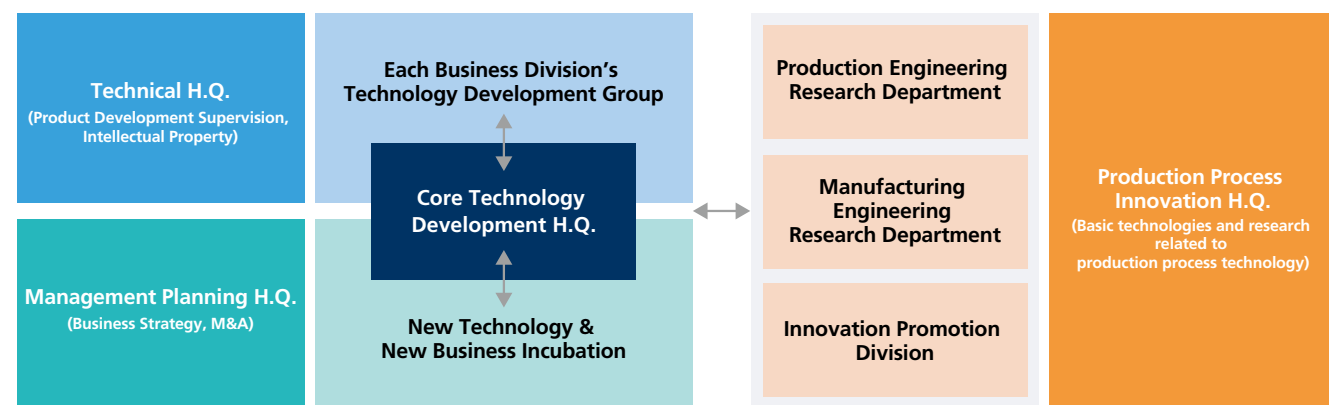 Technical H.Q.
(Product Development Supervision,
Intellectual Property)
Each Business Division's
Technology Development Group
Core Technology
Development H.Q.
Management Planning H.Q.
(Business Strategy, M&A)
New Technology &
New Business Incubation
Production Engineering
Research Department
Manufacturing
Engineering
Research Department
Innovation Promotion
Division
Production Process
Innovation H.Q.
(Basic technologies and research
related to
production process technology)